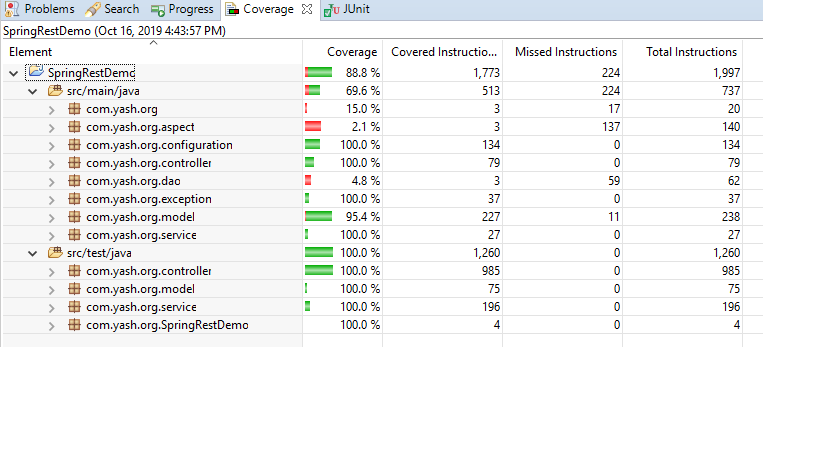 Problems Search Progress Coverage JUnit
SpringRestDemo (Oct 16, 2019 4:43:57 PM)
Element Coverage Covered Instructio... Missed Instructions Total Instructions
SpringRestDemo 88.8 % 1,773 224 1,997
src/main/java 69.6 % 513 224 737
com.yash.org 15.0 % 3 17 20
com.yash.org.aspect 2.1 % 3 137 140
com.yash.org.configuration 100.0 % 134 0 134
com.yash.org.controller 100.0 % 79 0 79
com.yash.org.dao 4.8 % 3 59 62
com.yash.org.exception 100.0 % 37 0 37
com.yash.org.model 95.4 % 227 11 238
com.yash.org.service 100.0 % 27 0 27
src/test/java 100.0 % 1,260 0 1,260
com.yash.org.controller 100.0 % 985 0 985
com.yash.org.model 100.0 % 75 0 75
com.yash.org.service 100.0 % 196 0 196
com.yash.org.SpringRestDemo 100.0 % 4 0 4